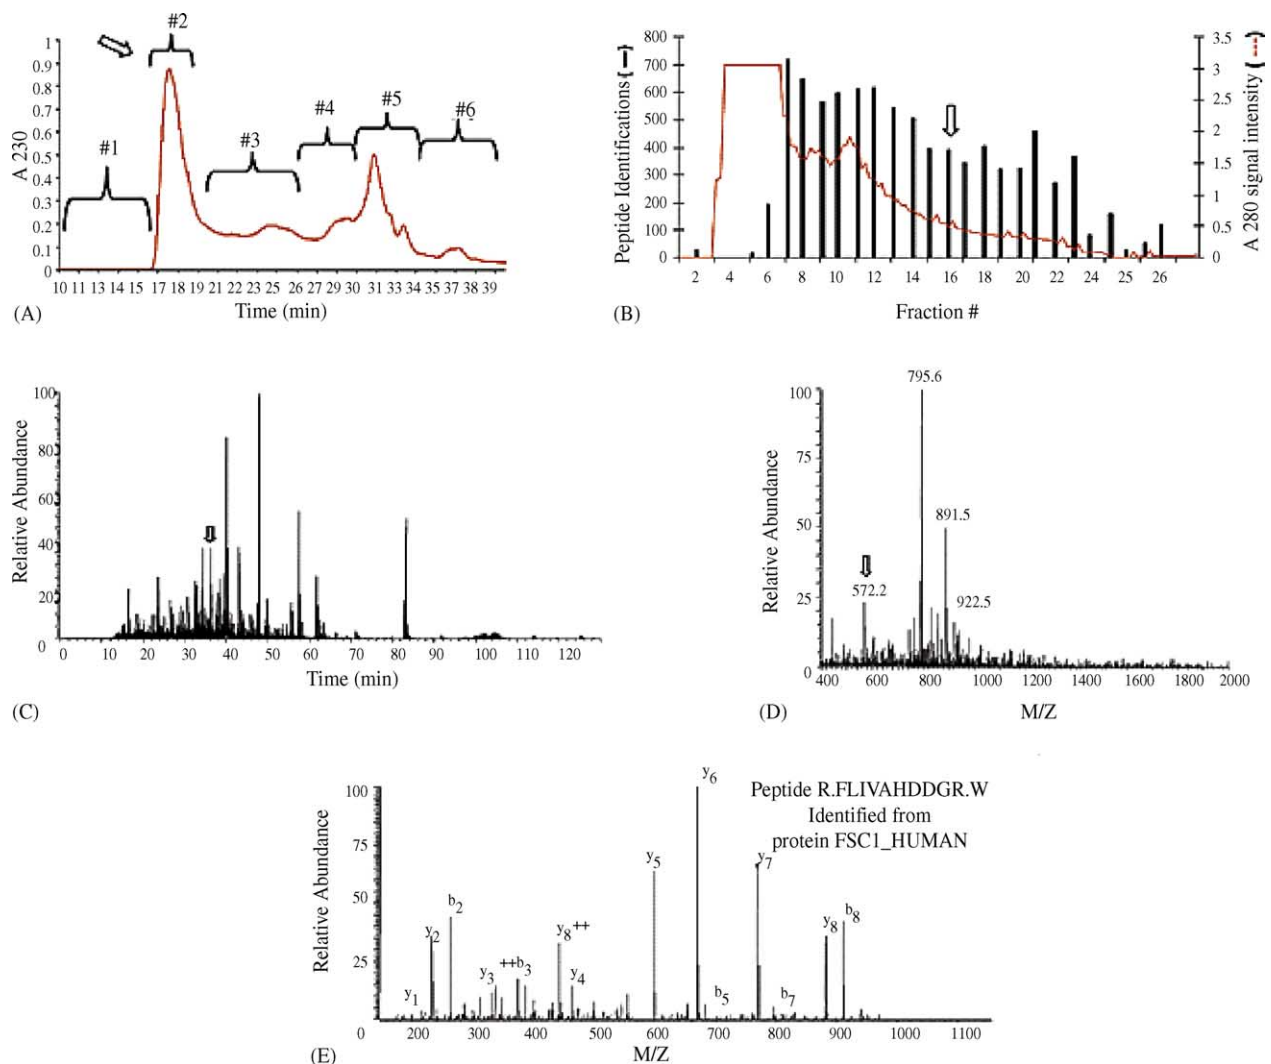 #2
#1
#3
#4
#5
#6
A 230
1
0.9
0.8
0.7
0.6
0.5
0.4
0.3
0.2
0.1
0
10 11 13 14 15 17 18 19 21 22 23 25 26 27 29 30 31 33 34 35 37 38 39
Time (min)
(A)
Peptide Identifications (—)
800
700
600
500
400
300
200
100
0
2 4 6 8 10 12 14 16 18 20 22 24 25 26
3.5
3
2.5
2
1.5
1
0.5
0
A 280 signal intensity (---)
Fraction #
(B)
Relative Abundance
100
80
60
40
20
0
0 10 20 30 40 50 60 70 80 90 100 110 120
Time (min)
(C)
Relative Abundance
100
75
50
25
0
795.6
891.5
572.2
922.5
400 600 800 1000 1200 1400 1600 1800 2000
M/Z
(D)
Relative Abundance
100
75
50
25
0
y1
y2
b2
y3
++b3
y8++
y4
y5
y6
b5
y7
b7
y8
b8
Peptide R.FLIVAHDDGR.W
Identified from
protein FSC1_HUMAN
200 300 400 500 600 700 800 900 1000 1100
M/Z
(E)